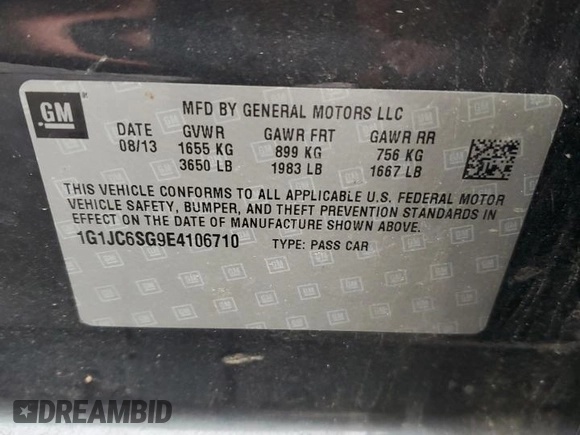 GM
MFD BY GENERAL MOTORS LLC
DATE GVWR GAWR FRT GAWR RR
08/13 1655 KG 899 KG 756 KG
3650 LB 1983 LB 1667 LB
THIS VEHICLE CONFORMS TO ALL APPLICABLE U.S. FEDERAL MOTOR
VEHICLE SAFETY, BUMPER, AND THEFT PREVENTION STANDARDS IN
EFFECT ON THE DATE OF MANUFACTURE SHOWN ABOVE.
1G1JC6SG9E4106710 TYPE: PASS CAR
DREAMBID